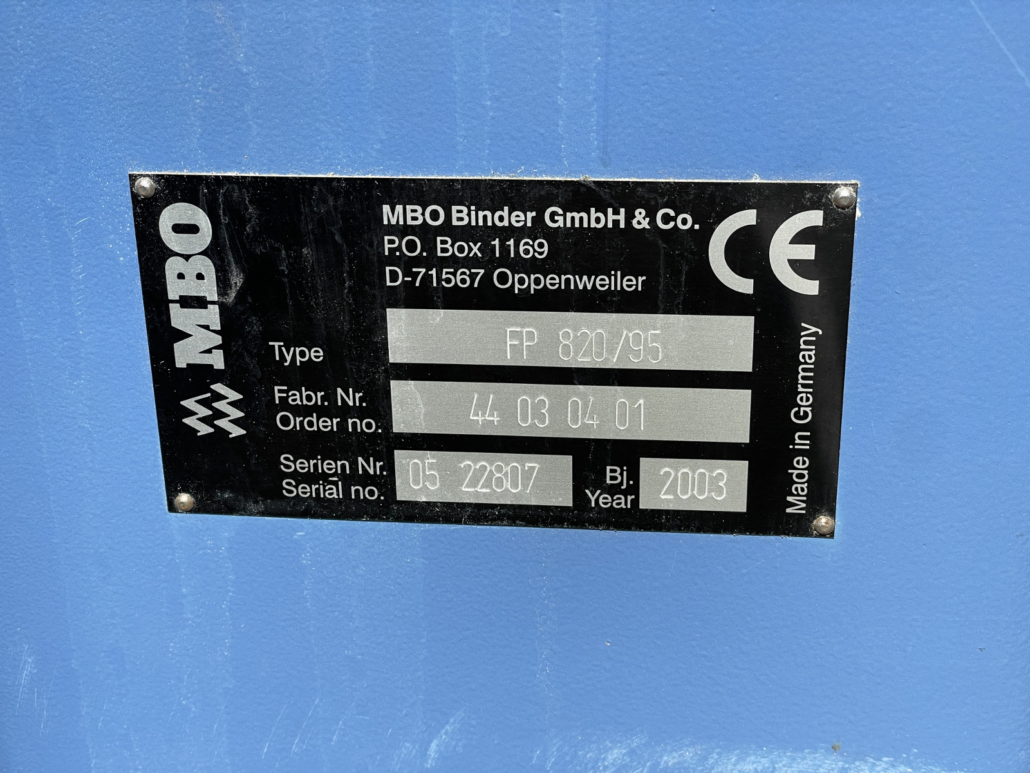 MBO
MBO Binder GmbH & Co.
P.O. Box 1169
D-71567 Oppenweiler
CE
Type FP 820/95
Fabr. Nr.
Order no. 44 03 04 01
Serien Nr.
Serial no. 05 22807
Bj.
Year 2003
Made in Germany